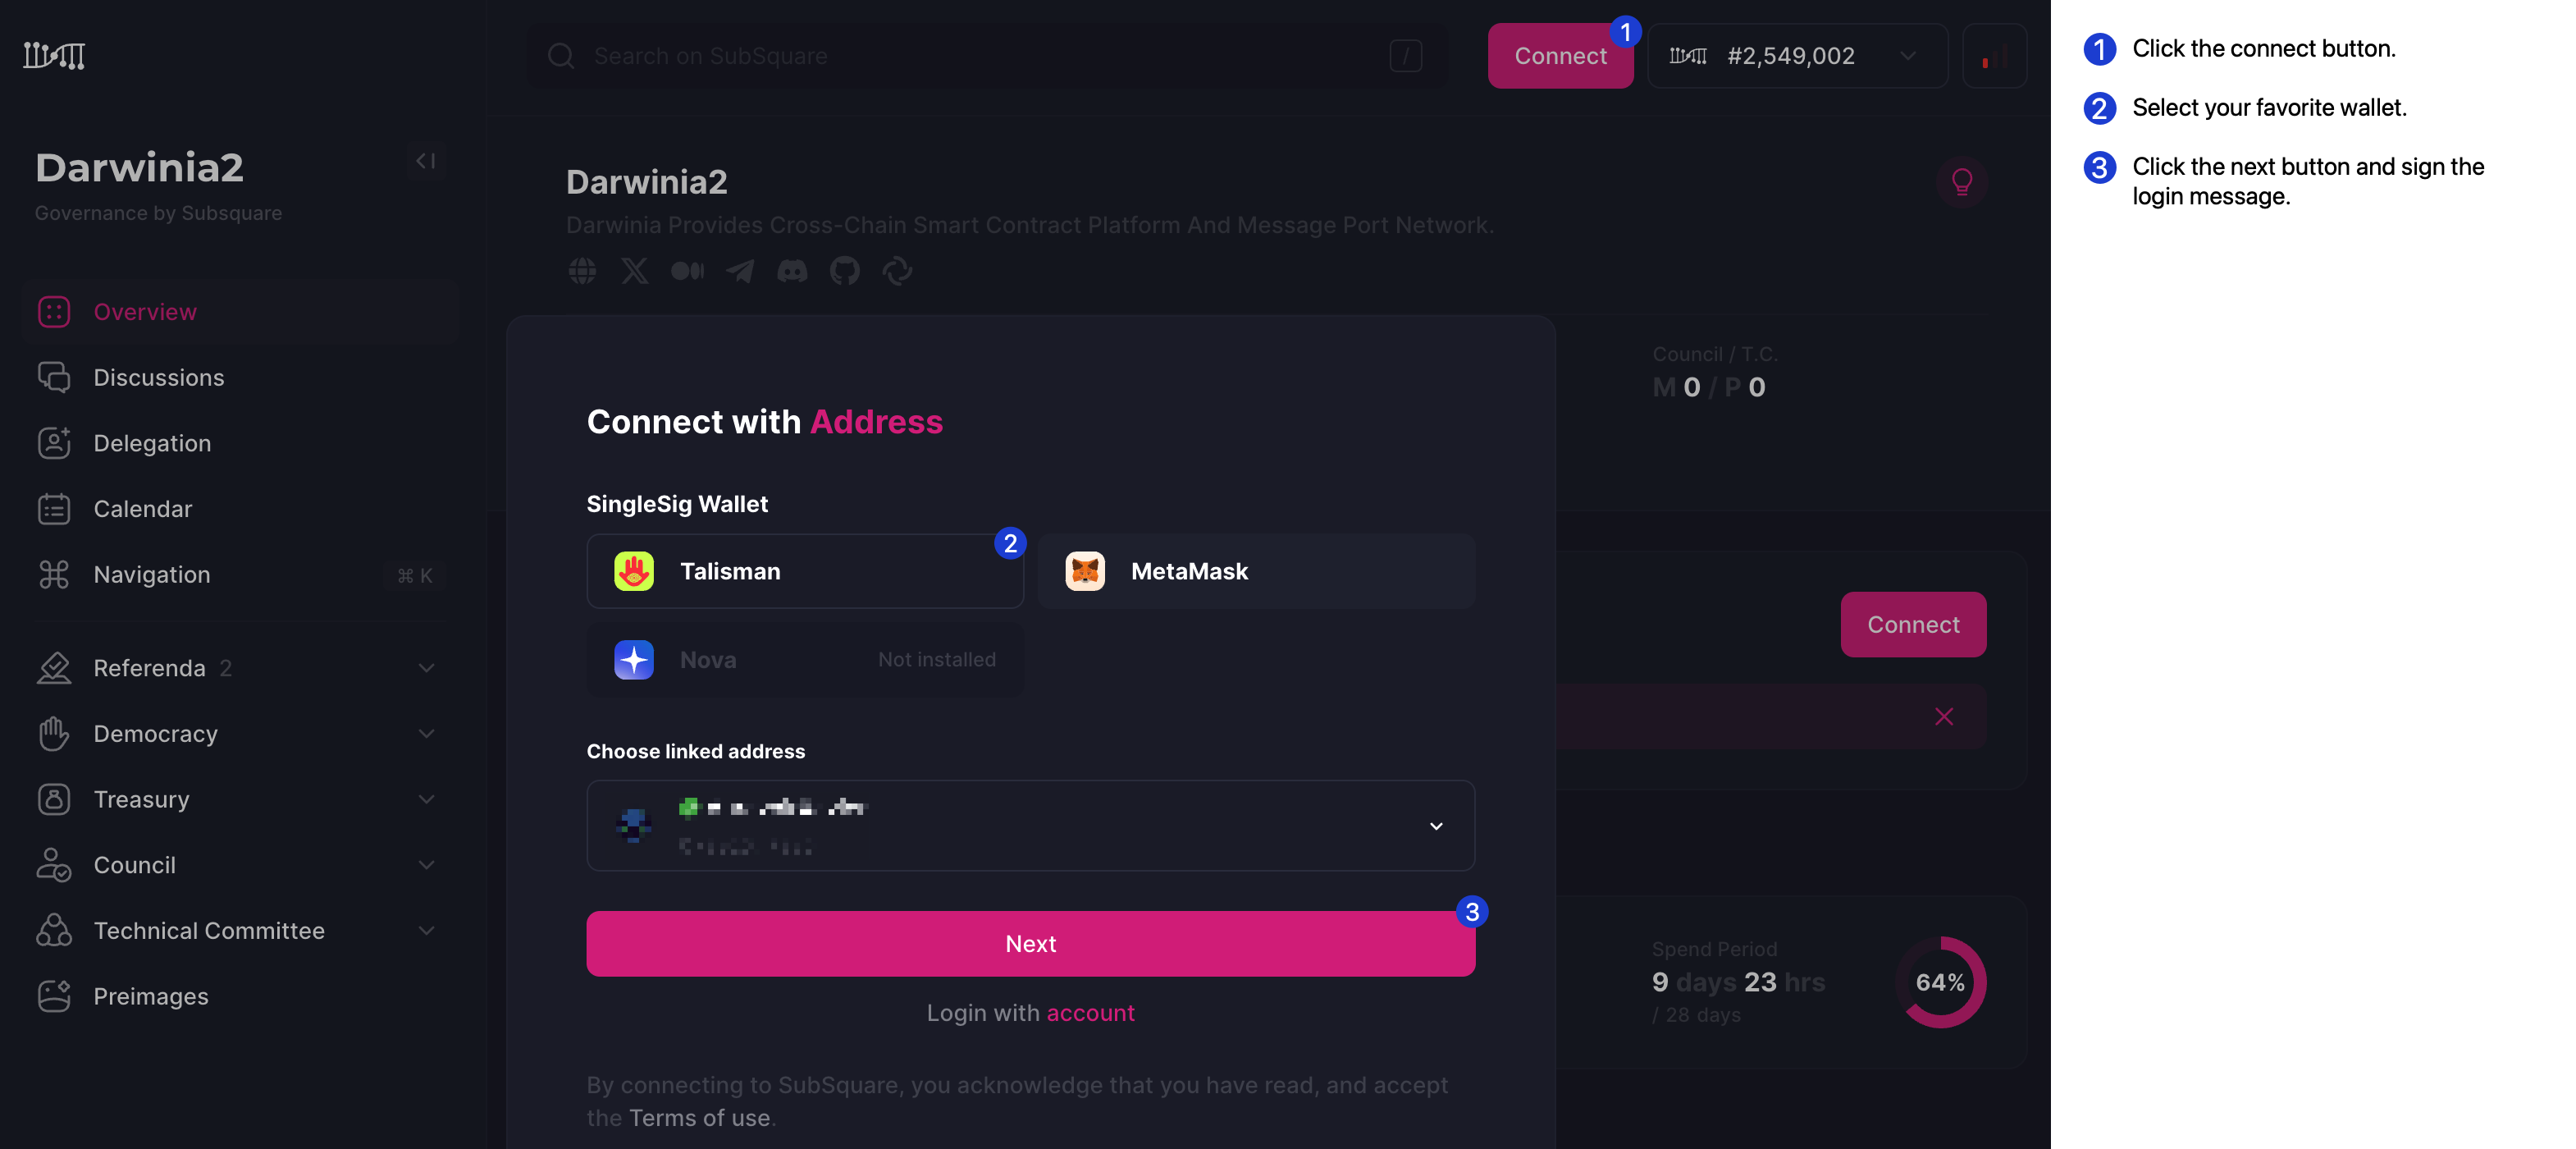 Search on SubSquare
/
Connect
1
#2,549,002
Darwinia2
Governance by Subsquare
Overview
Discussions
Delegation
Calendar
Navigation
⌘ K
Referenda 2
Democracy
Treasury
Council
Technical Committee
Preimages
Darwinia2
Darwinia Provides Cross-Chain Smart Contract Platform And Message Port Network.
Council / T.C.
M 0 / P 0
Connect
Spend Period
9 days 23 hrs
/ 28 days
64%
Connect with Address
SingleSig Wallet
Talisman
2
MetaMask
Nova
Not installed
Choose linked address
3
Next
Login with account
By connecting to SubSquare, you acknowledge that you have read, and accept
the Terms of use.
1 Click the connect button.
2 Select your favorite wallet.
3 Click the next button and sign the
login message.